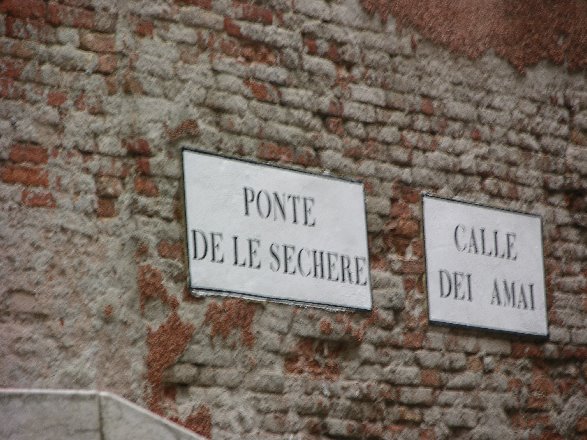 PONTE
DE LE SECHERE
CALLE
DEI AMAI